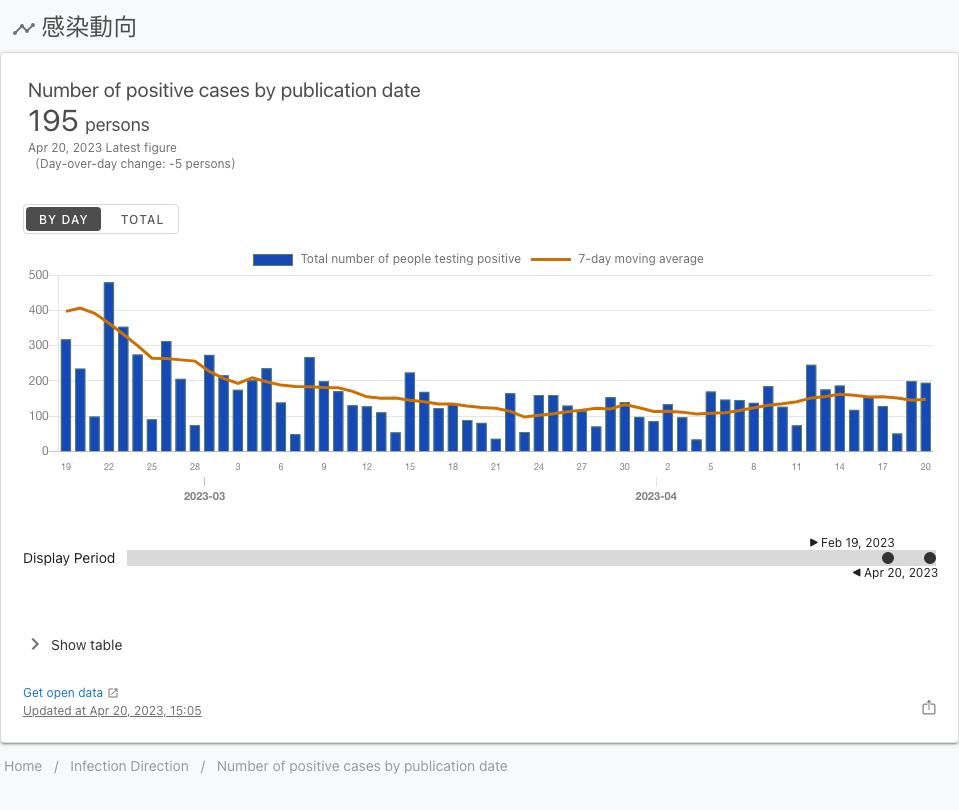 感染動向
Number of positive cases by publication date
195 persons
Apr 20, 2023 Latest figure
(Day-over-day change: -5 persons)
BY DAY TOTAL
Total number of people testing positive 7-day moving average
500
400
300
200
100
0
19 22 25 28 3 6 9 12 15 18 21 24 27 30 2 5 8 11 14 17 20
2023-03 2023-04
Feb 19, 2023
Display Period
Apr 20, 2023
Show table
Get open data
Updated at Apr 20, 2023, 15:05
Home / Infection Direction / Number of positive cases by publication date